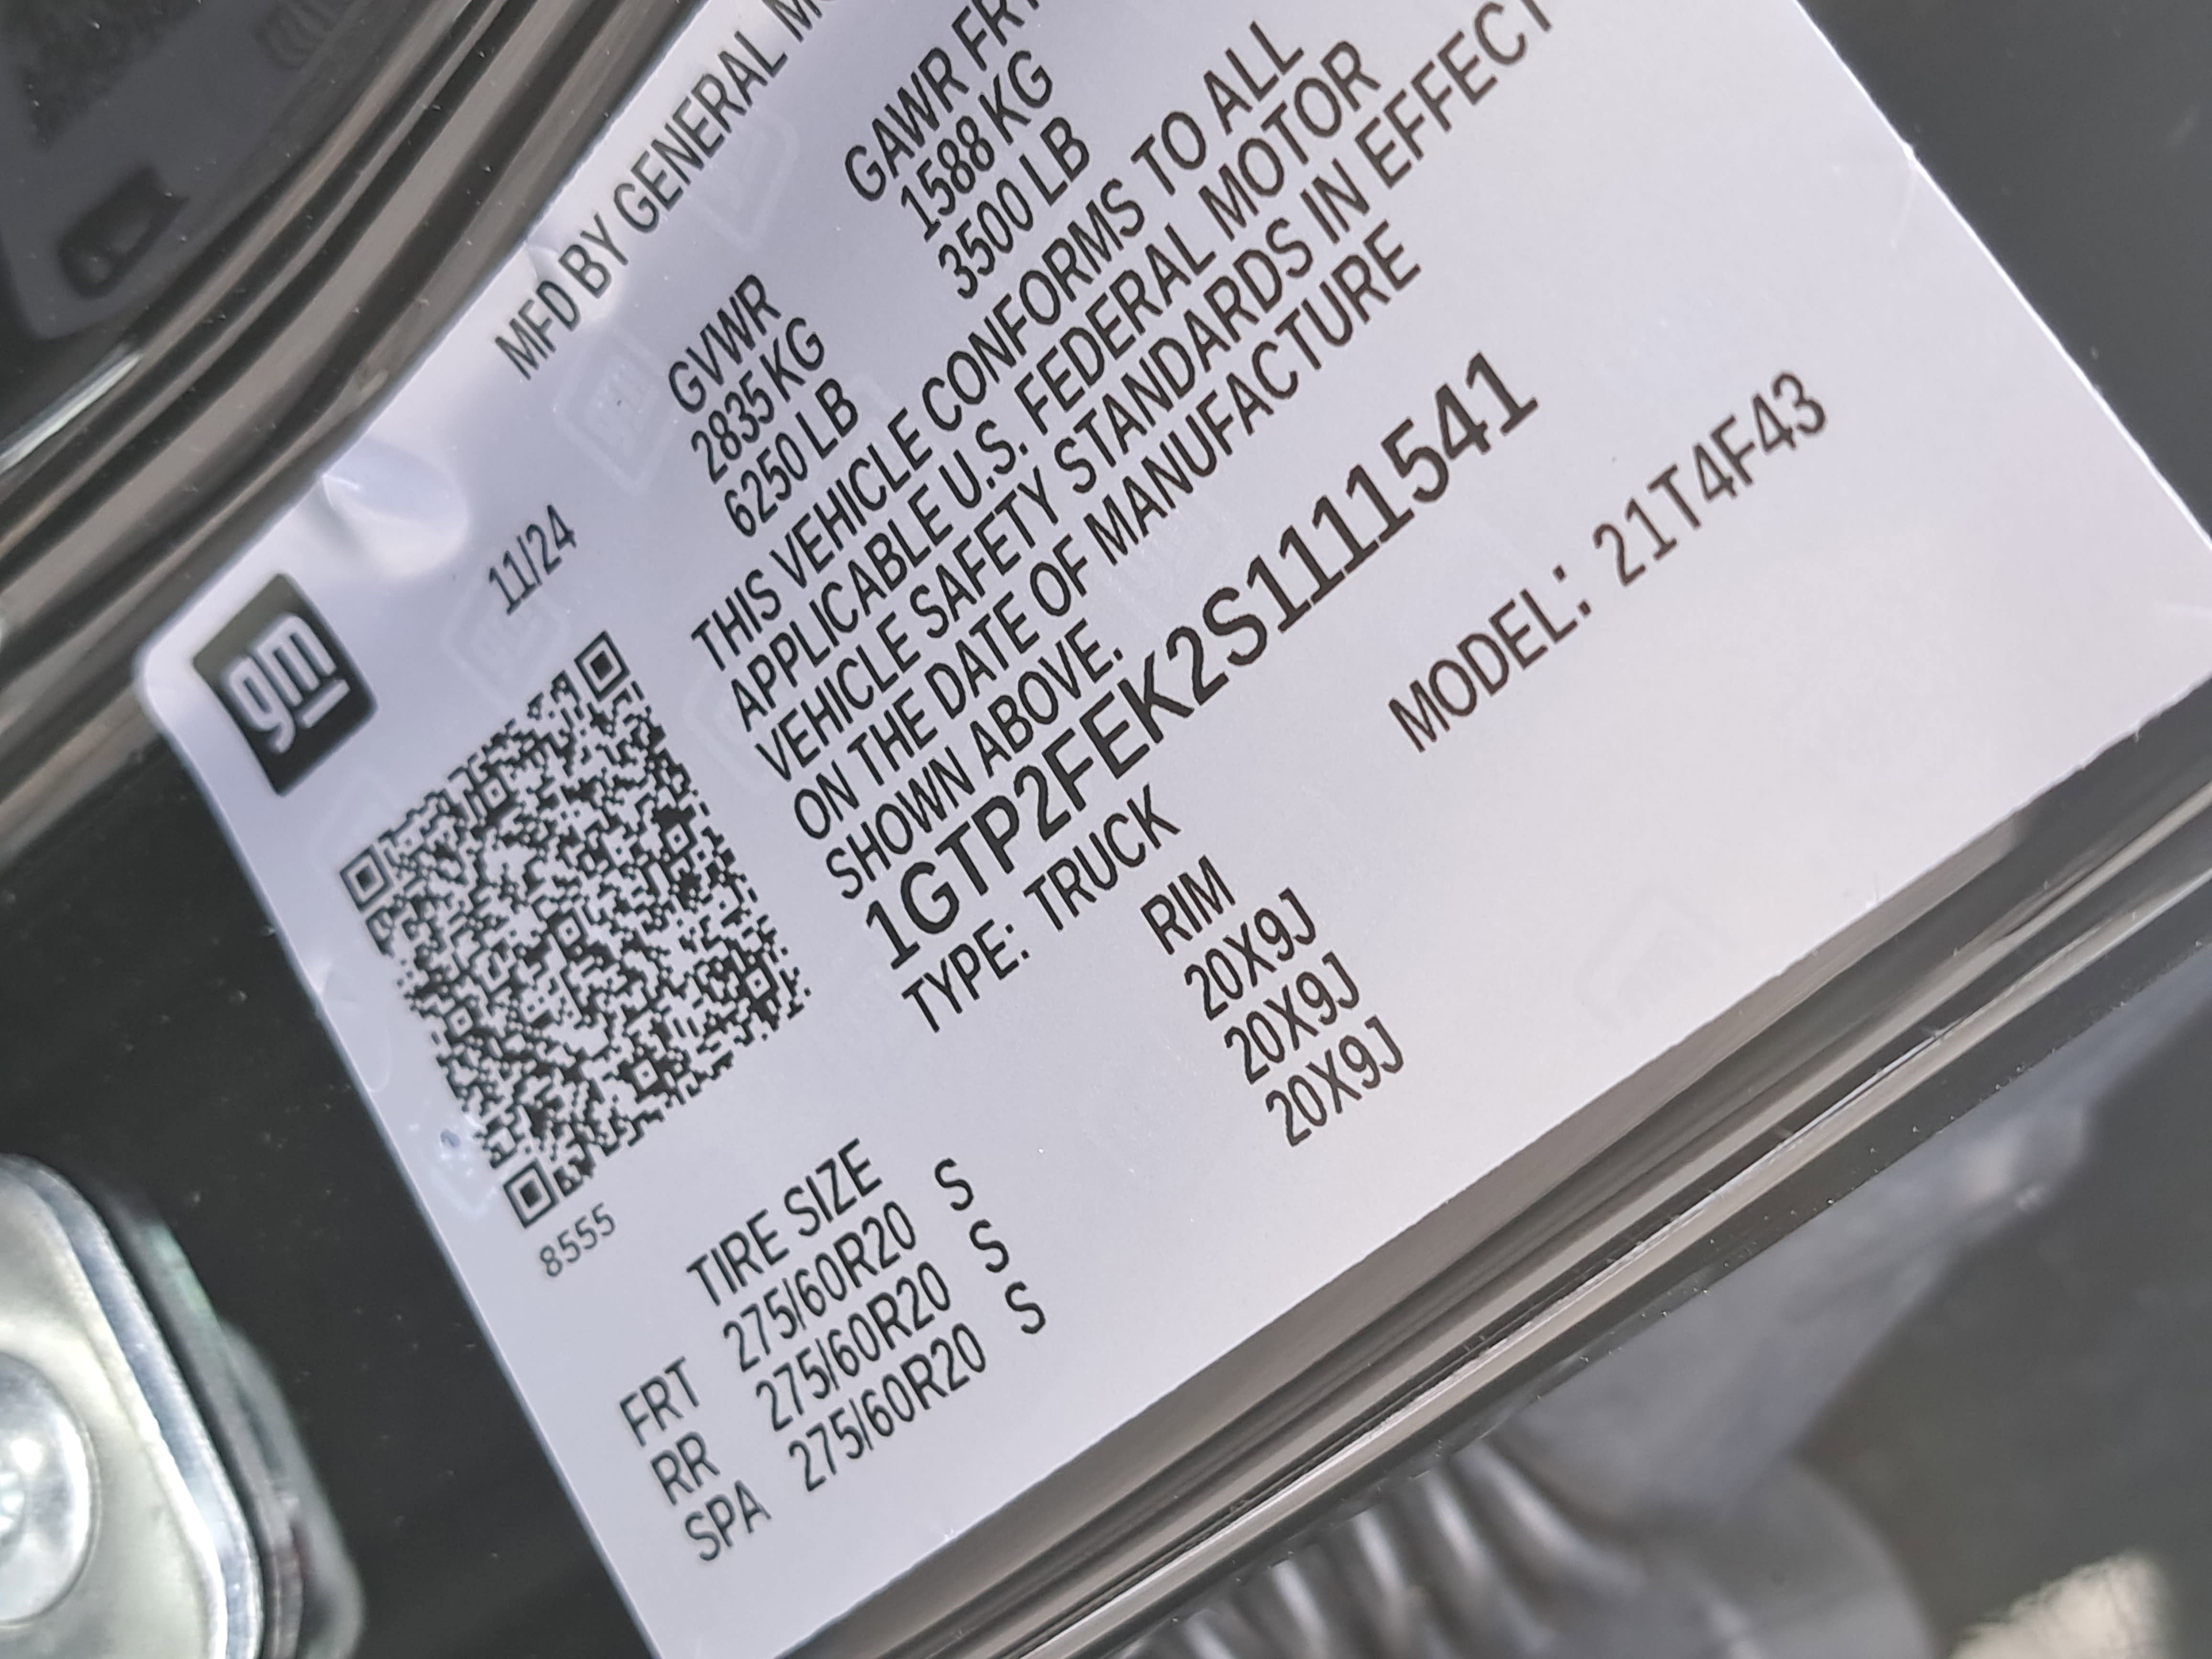 gm
MFD BY GENERAL
11/24
GVWR
2835 KG
6250 LB
GAWR FRT
1588 KG
3500 LB
THIS VEHICLE CONFORMS TO ALL
APPLICABLE U.S. FEDERAL MOTOR
VEHICLE SAFETY STANDARDS IN EFFECT
ON THE DATE OF MANUFACTURE
SHOWN ABOVE.
1GTP2FEK2S1111541
TYPE: TRUCK
MODEL: 21T4F43
8555
TIRE SIZE RIM
FRT 275/60R20 S 20X9J
RR 275/60R20 S 20X9J
SPA 275/60R20 S 20X9J